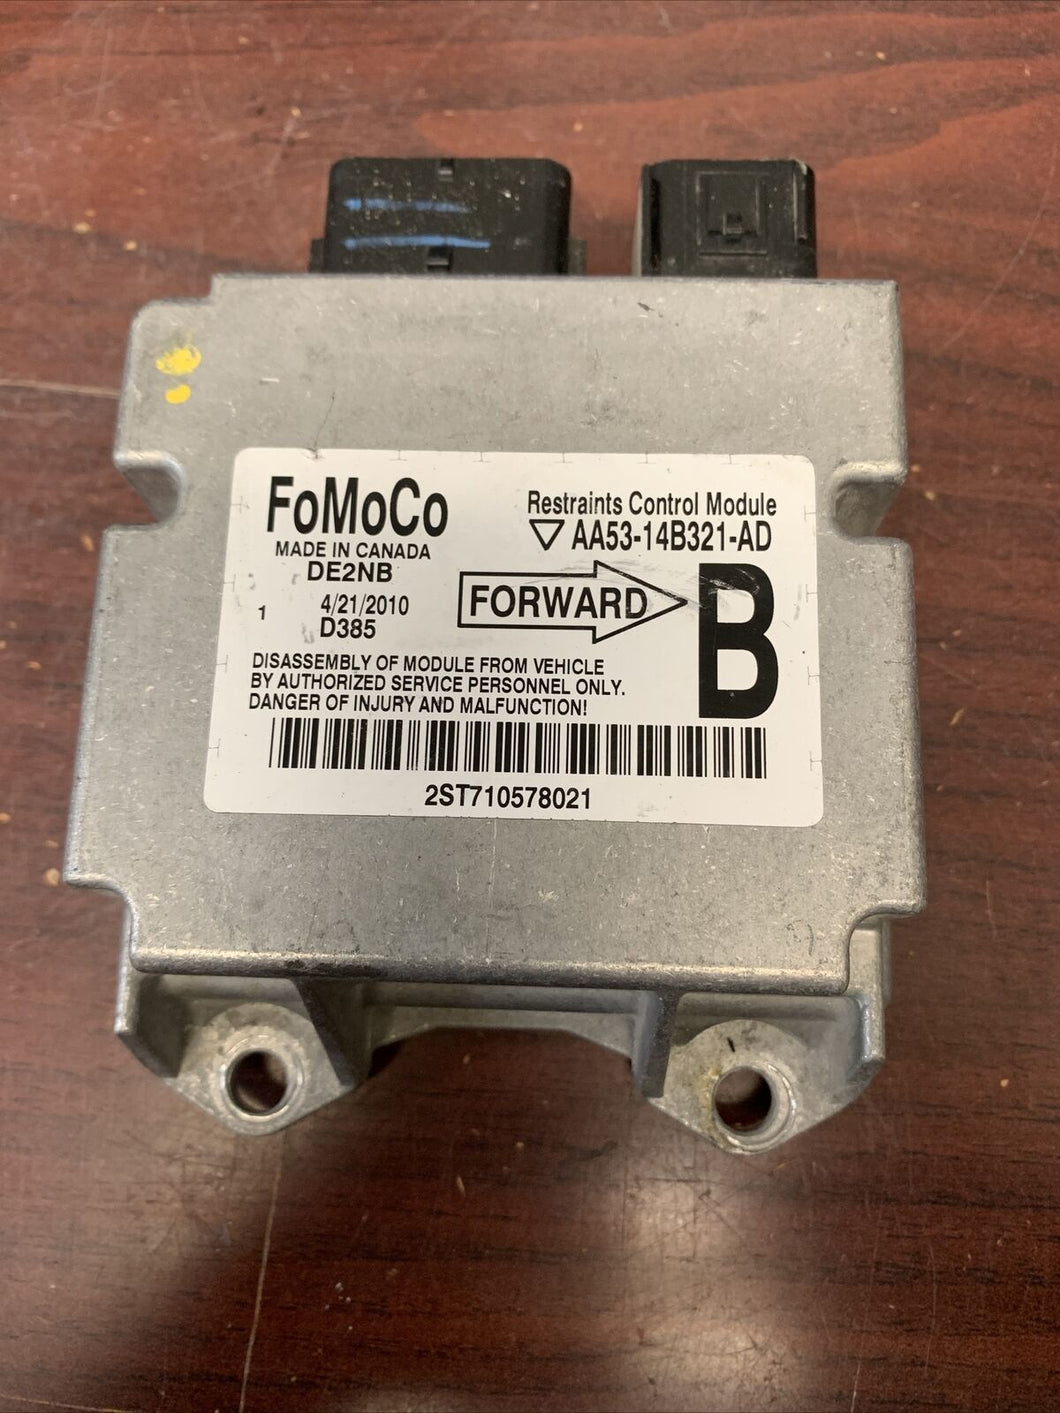 FoMoCo
MADE IN CANADA
DE2NB
1 4/21/2010
D385
Restraints Control Module
AA53-14B321-AD
FORWARD
B
DISASSEMBLY OF MODULE FROM VEHICLE
BY AUTHORIZED SERVICE PERSONNEL ONLY.
DANGER OF INJURY AND MALFUNCTION!
2ST710578021